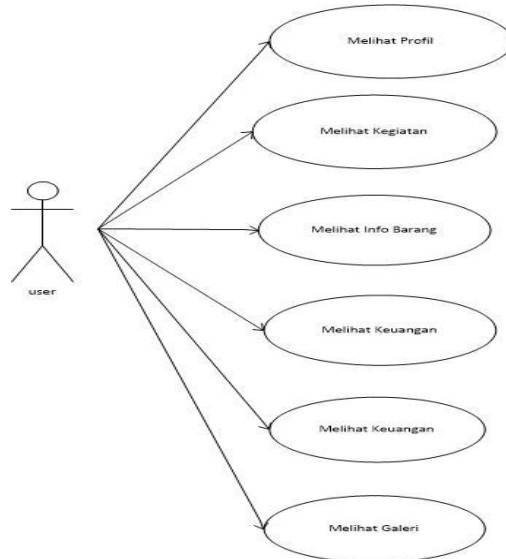 Melihat Profil
Melihat Kegiatan
Melihat Info Barang
user
Melihat Keuangan
Melihat Keuangan
Melihat Galeri